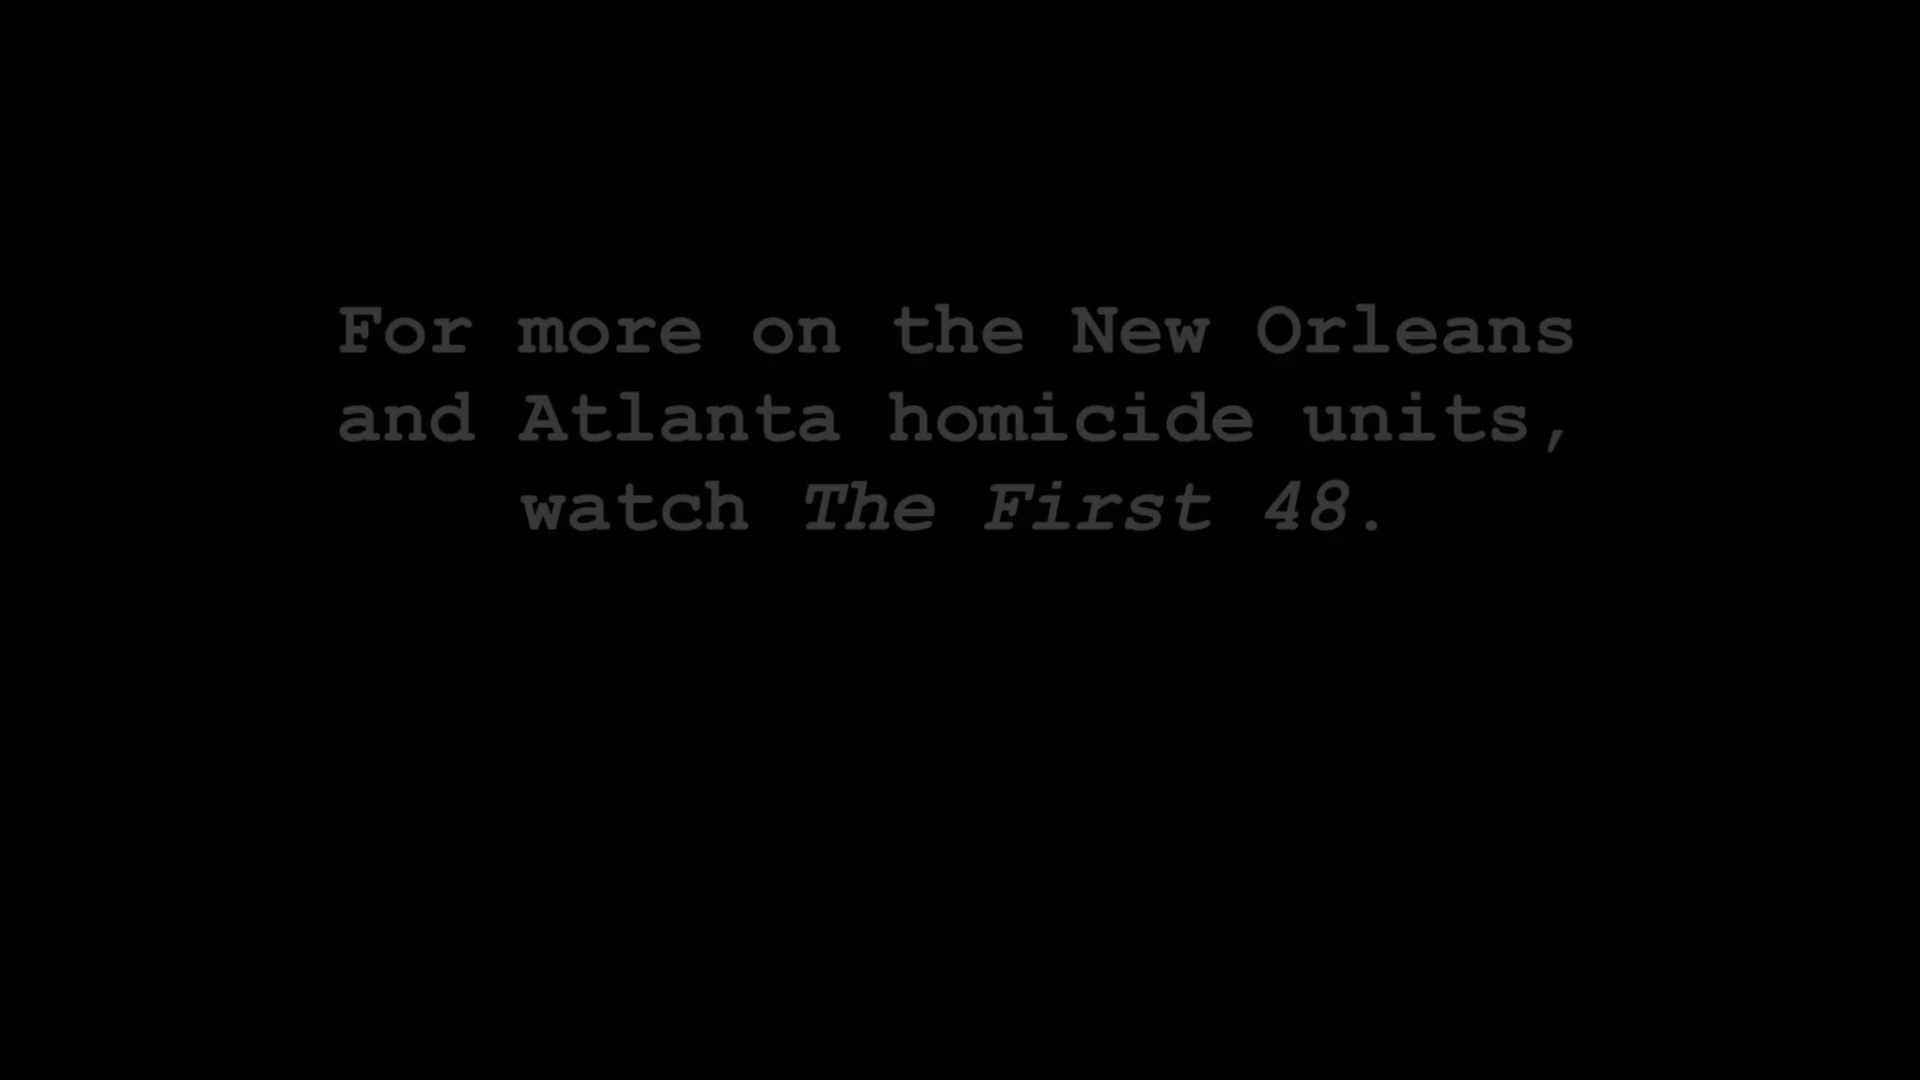 For more on the New Orleans
and Atlanta homicide units,
watch The First 48.